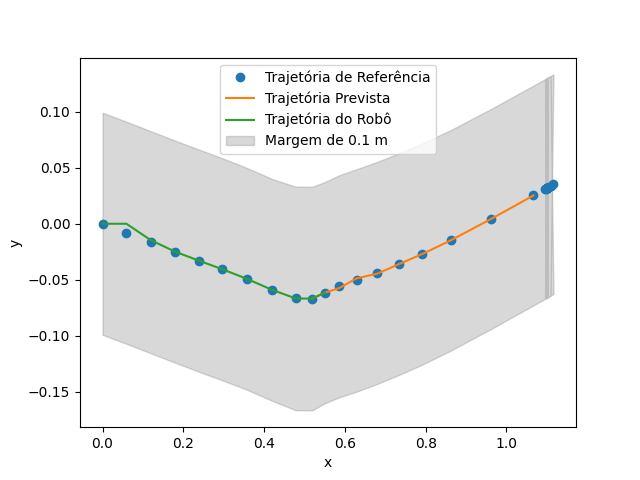 Trajetória de Referência
Trajetória Prevista
Trajetória do Robô
Margem de 0.1 m
0.10
0.05
0.00
−0.05
−0.10
−0.15
y
0.0 0.2 0.4 0.6 0.8 1.0
x